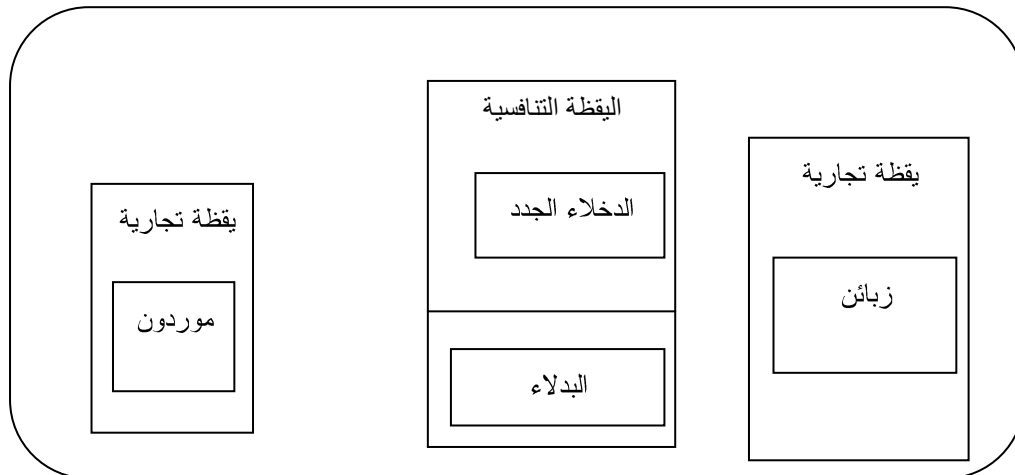 يقظة تجارية
زبائن
اليقظة التنافسية
الدخلاء الجدد
البدلاء
يقظة تجارية
موردون